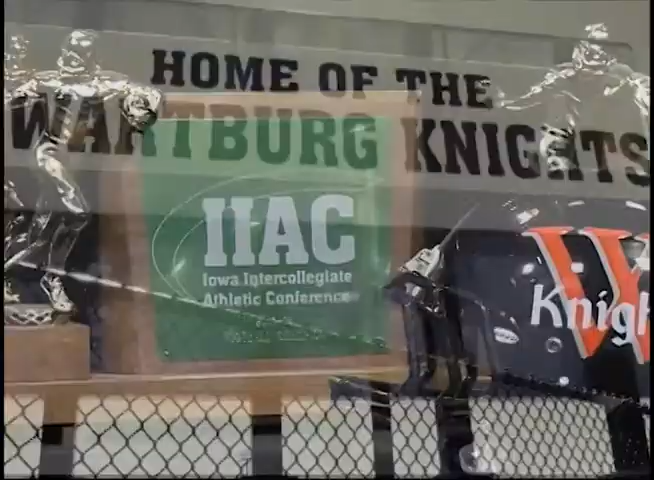 HOME OF THE
WARTBURG KNIGHTS
IIAC
Iowa Intercollegiate
Athletic Conference
W
Knigh